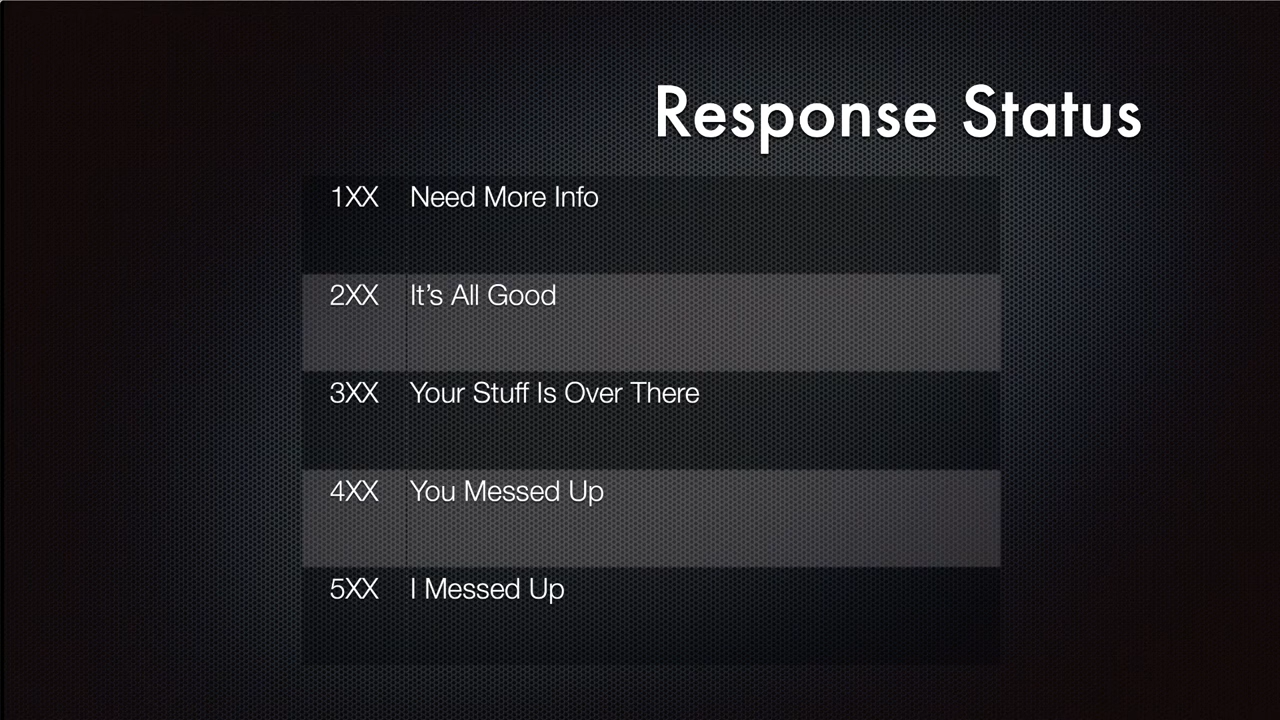 Response Status
1XX Need More Info
2XX It’s All Good
3XX Your Stuff Is Over There
4XX You Messed Up
5XX I Messed Up